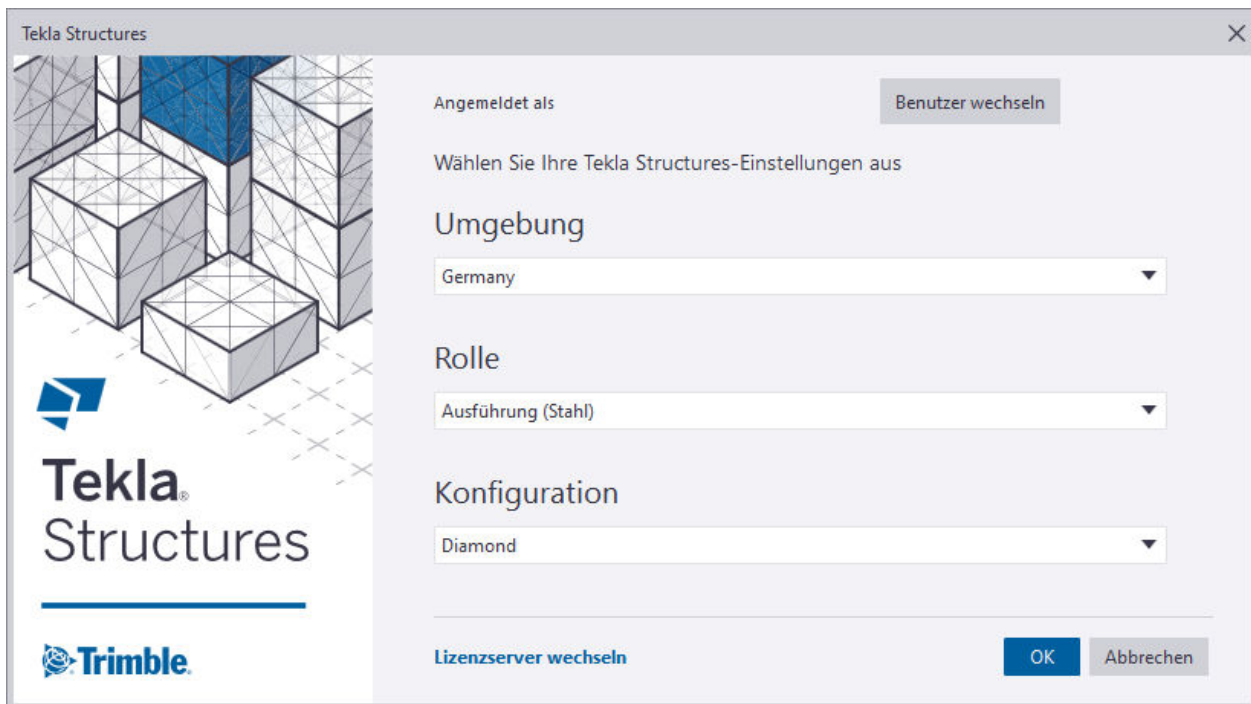 Tekla Structures
Angemeldet als
Benutzer wechseln
Wählen Sie Ihre Tekla Structures-Einstellungen aus
Umgebung
Germany
Rolle
Ausführung (Stahl)
Konfiguration
Diamond
Tekla®
Structures
Trimble.
Lizenzserver wechseln
OK
Abbrechen